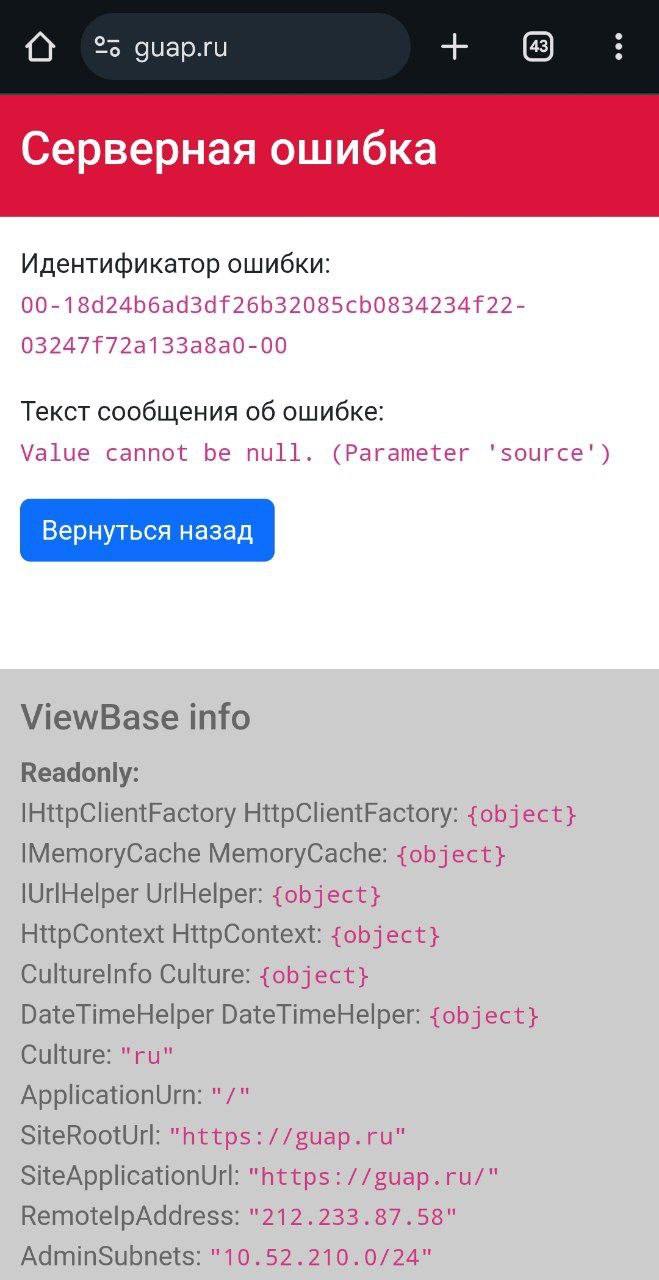 guap.ru
43
Серверная ошибка
Идентификатор ошибки:
00-18d24b6ad3df26b32085cb0834234f22-
03247f72a133a8a0-00
Текст сообщения об ошибке:
Value cannot be null. (Parameter 'source')
Вернуться назад
ViewBase info
Readonly:
IHttpClientFactory HttpClientFactory: {object}
IMemoryCache MemoryCache: {object}
IUrlHelper UrlHelper: {object}
HttpContext HttpContext: {object}
CultureInfo Culture: {object}
DateTimeHelper DateTimeHelper: {object}
Culture: "ru"
ApplicationUrn: "/"
SiteRootUrl: "https://guap.ru"
SiteApplicationUrl: "https://guap.ru/"
RemoteIpAddress: "212.233.87.58"
AdminSubnets: "10.52.210.0/24"